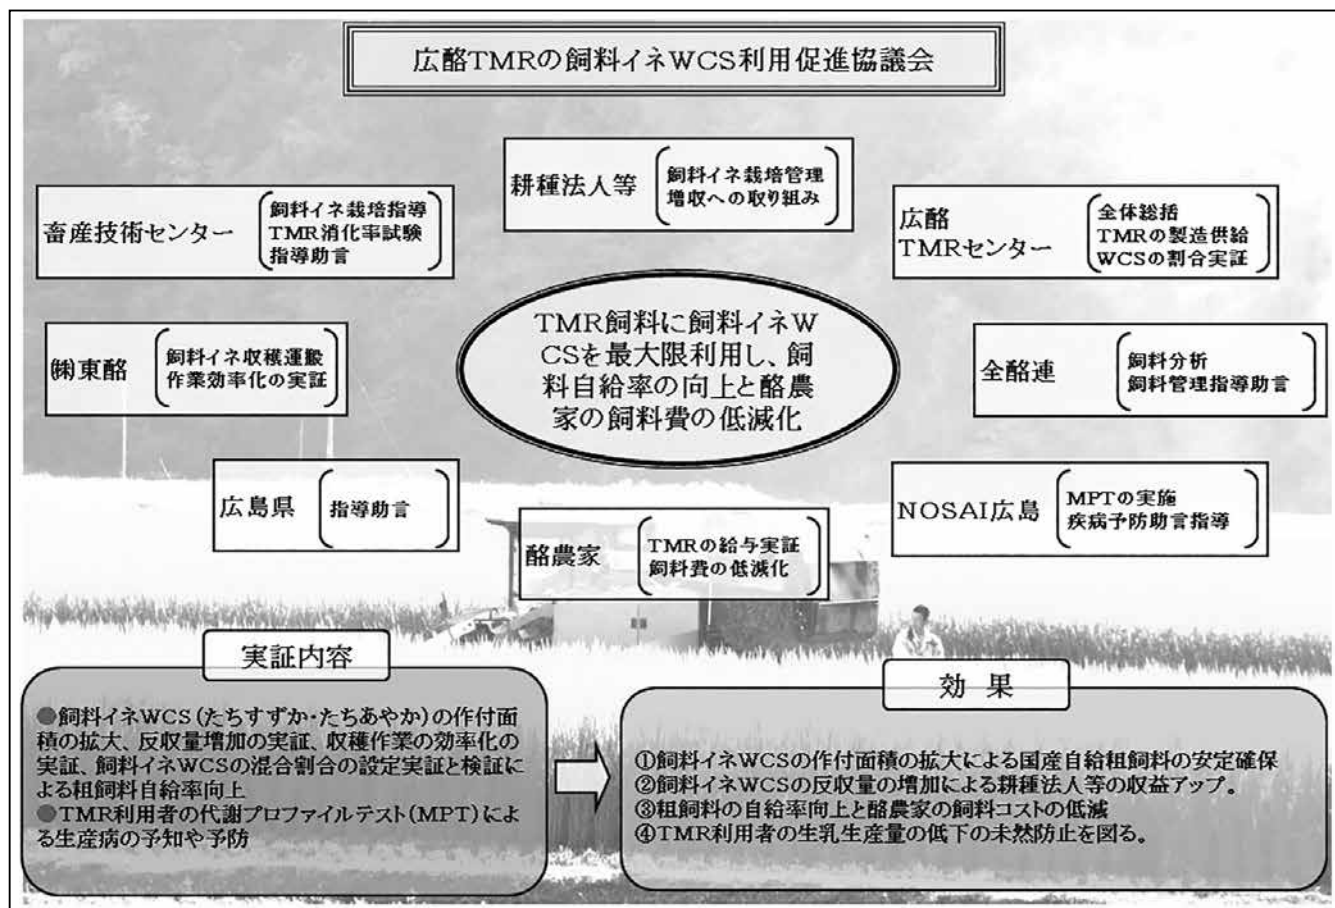 広酪TMRの飼料イネWCS利用促進協議会
耕種法人等
飼料イネ栽培管理
増収への取り組み
畜産技術センター
飼料イネ栽培指導
TMR消化率試験
指導助言
広酪
TMRセンター
全体総括
TMRの製造供給
WCSの割合実証
TMR飼料に飼料イネW
CSを最大限利用し、飼
料自給率の向上と酪農
家の飼料費の低減化
㈱東酪
飼料イネ収穫運搬
作業効率化の実証
全酪連
飼料分析
飼料管理指導助言
広島県
指導助言
酪農家
TMRの給与実証
飼料費の低減化
NOSAI広島
MPTの実施
疾病予防助言指導
実証内容
●飼料イネWCS(たちすずか・たちあやか)の作付面
積の拡大、反収量増加の実証、収穫作業の効率化の
実証、飼料イネWCSの混合割合の設定実証と検証によ
る粗飼料自給率向上
●TMR利用者の代謝プロファイルテスト(MPT)によ
る生産病の予知や予防
効 果
①飼料イネWCSの作付面積の拡大による国産自給粗飼料の安定確保
②飼料イネWCSの反収量の増加による耕種法人等の収益アップ。
③粗飼料の自給率向上と酪農家の飼料コストの低減
④TMR利用者の生乳生産量の低下の未然防止を図る。